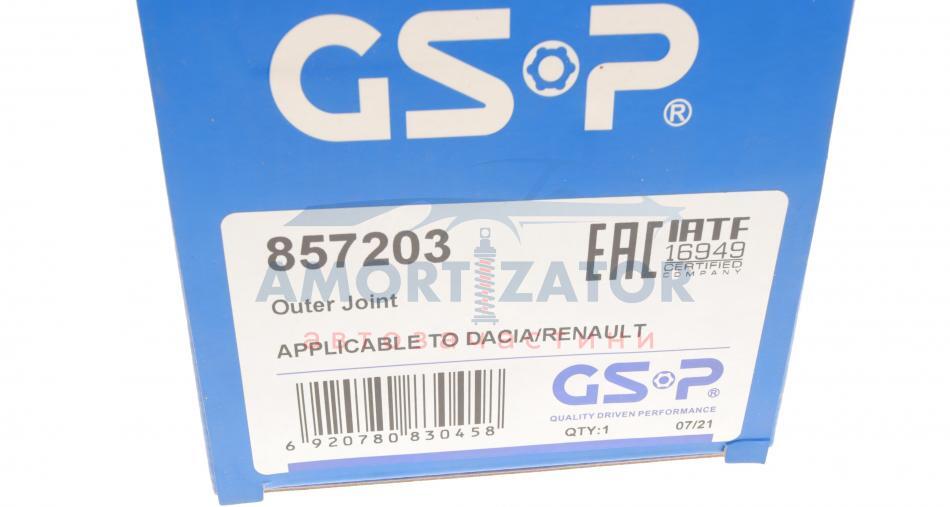 GSP®
857203
EAC IATF
16949
CERTIFIED
COMPANY
AMORTIZATOR
Outer Joint
автозапчастини
APPLICABLE TO DACIA/RENAULT
GSP®
QUALITY DRIVEN PERFORMANCE
6 920780 830458
QTY:1 07/21